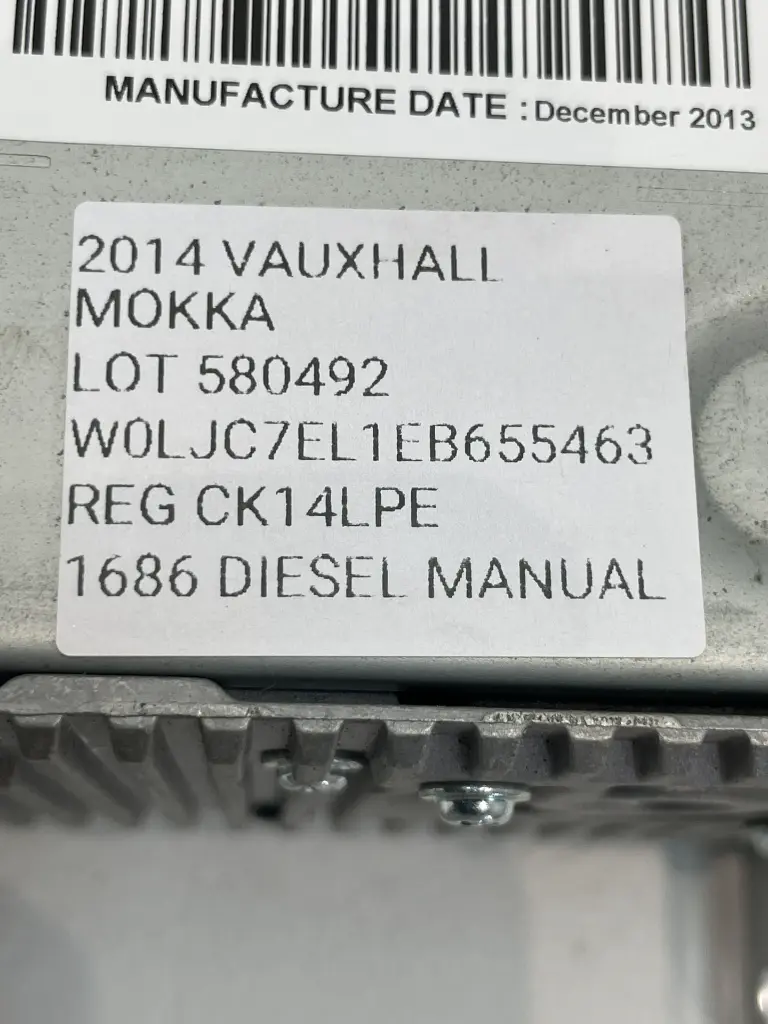 MANUFACTURE DATE : December 2013
2014 VAUXHALL
MOKKA
LOT 580492
W0LJC7EL1EB655463
REG CK14LPE
1686 DIESEL MANUAL